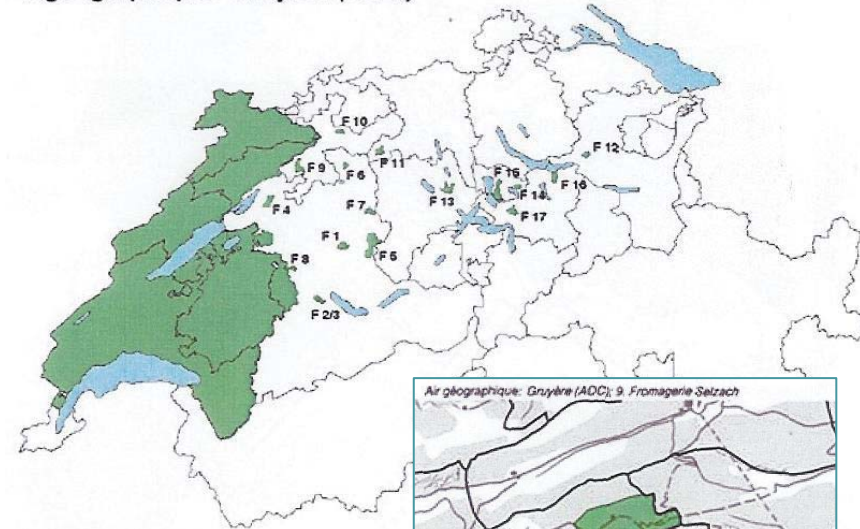 F 10
F 12
F 11
F 9
F 6
F 16
F 16
F 13
F 14
F 4
F 7
F 17
F 1
F 5
F 8
F 2/3
Air géographique: Gruyère (AOC); 9. Fromagerie Selzach